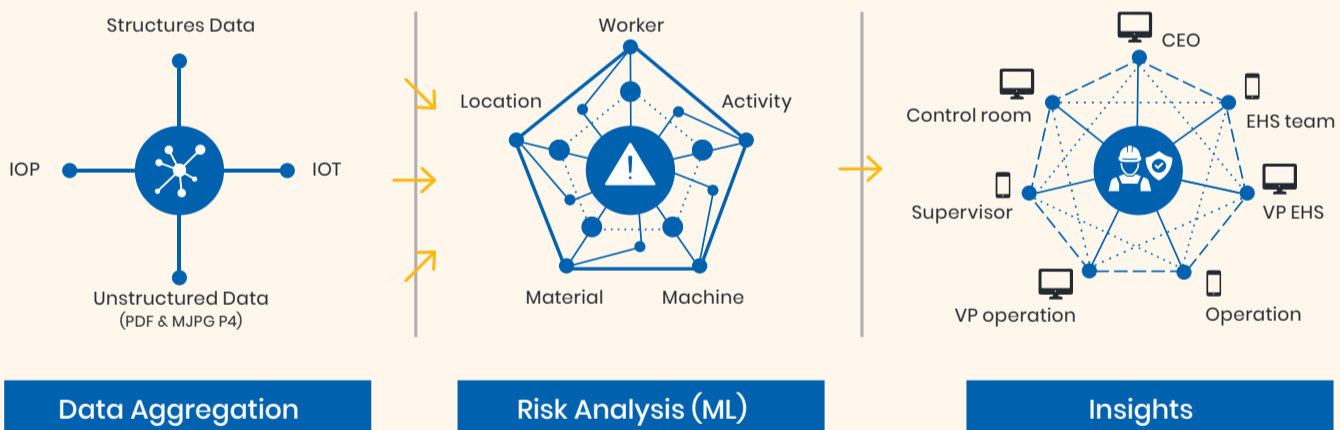 Structures Data
IOP
IOT
Unstructured Data
(PDF & MJPG P4)
Data Aggregation
Worker
Location
Activity
Material
Machine
Risk Analysis (ML)
CEO
Control room
EHS team
Supervisor
VP EHS
VP operation
Operation
Insights